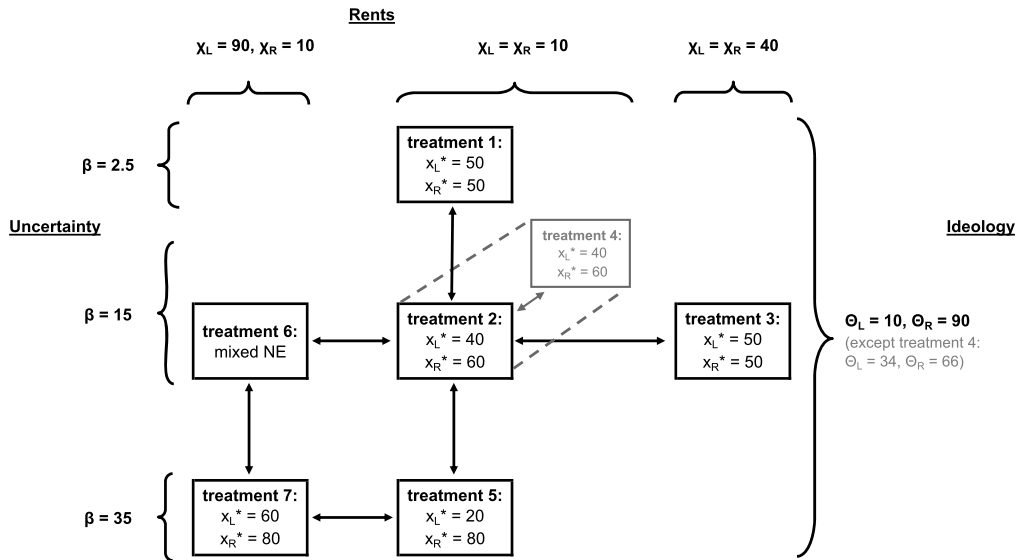 Rents
χL = 90, χR = 10
χL = χR = 10
χL = χR = 40
β = 2.5
treatment 1:
xL* = 50
xR* = 50
Uncertainty
Ideology
treatment 4:
xL* = 40
xR* = 60
β = 15
treatment 6:
mixed NE
treatment 2:
xL* = 40
xR* = 60
treatment 3:
xL* = 50
xR* = 50
ΘL = 10, ΘR = 90
(except treatment 4:
ΘL = 34, ΘR = 66)
β = 35
treatment 7:
xL* = 60
xR* = 80
treatment 5:
xL* = 20
xR* = 80